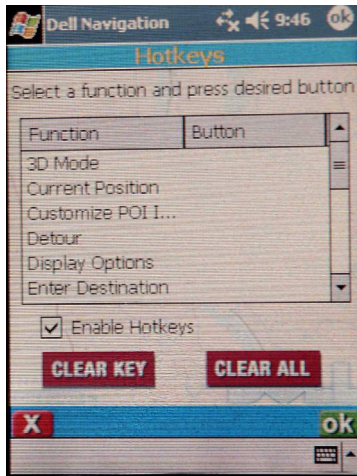 Dell Navigation 9:46 ok
Hotkeys
Select a function and press desired button
Function Button
3D Mode
Current Position
Customize POI I...
Detour
Display Options
Enter Destination
Enable Hotkeys
CLEAR KEY CLEAR ALL
X ok